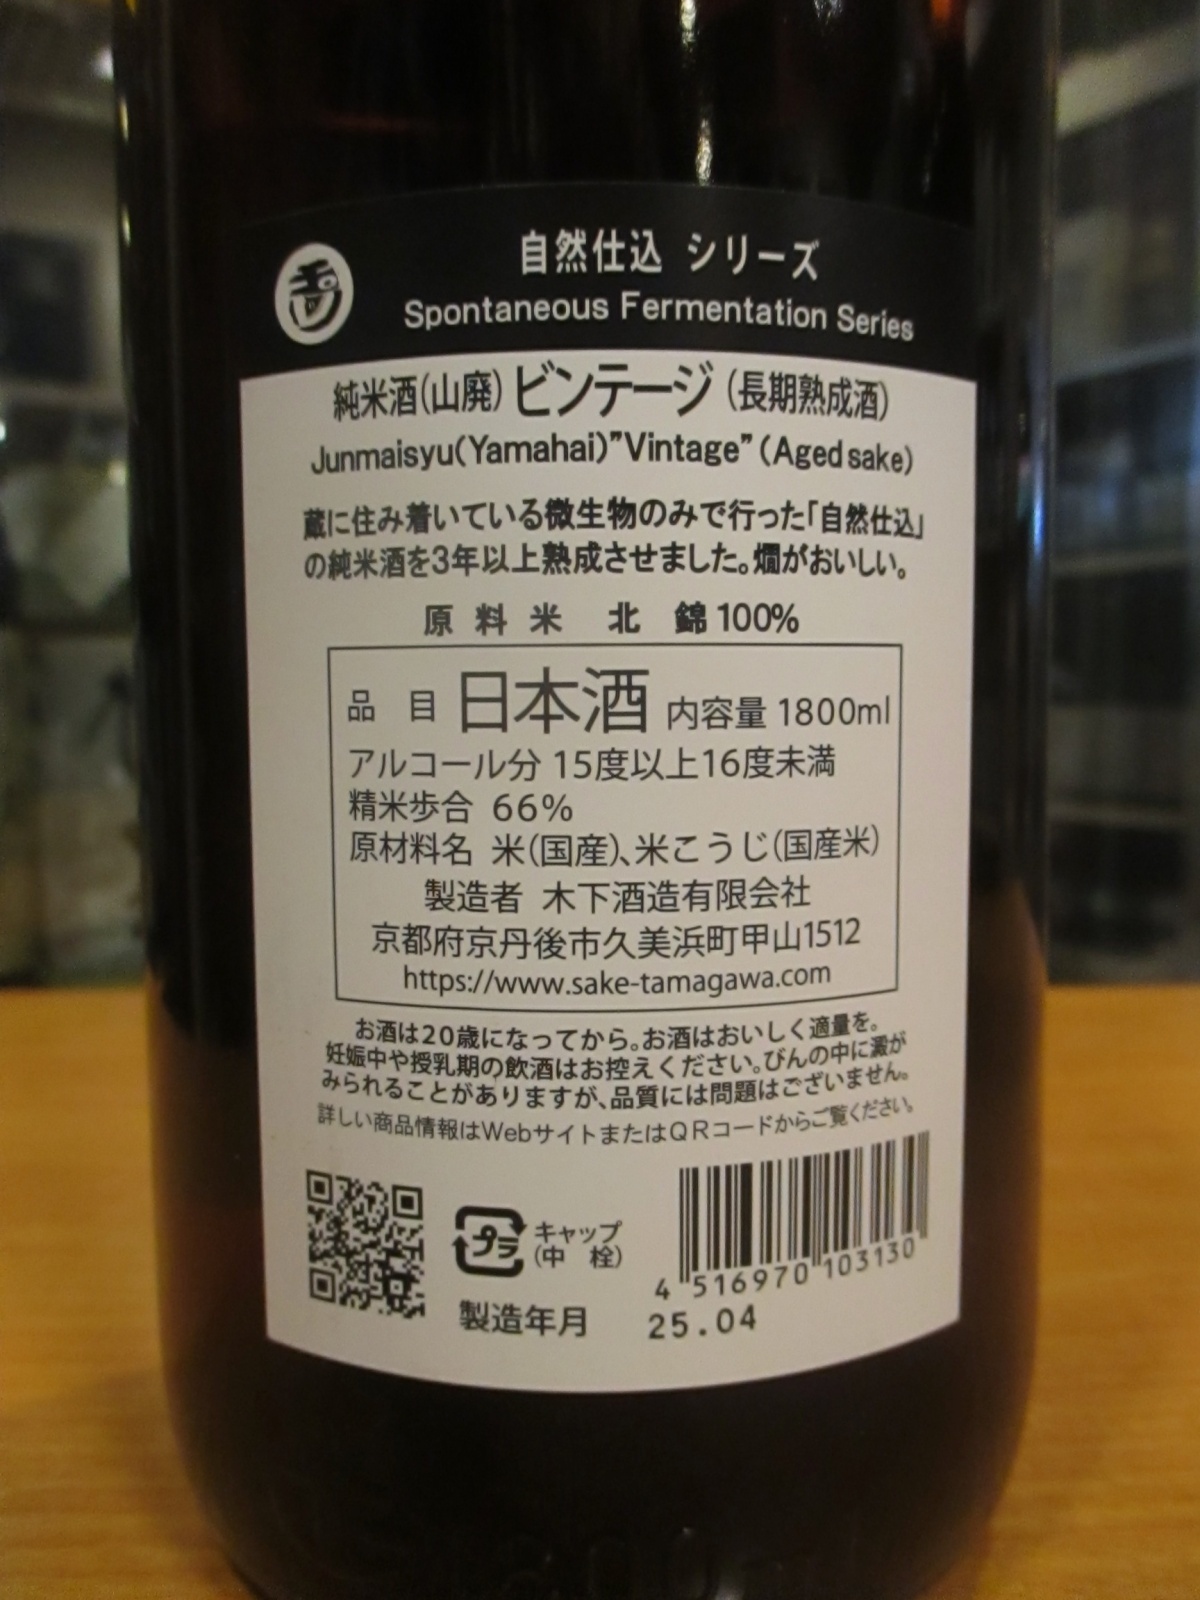 自然仕込 シリーズ
Spontaneous Fermentation Series
純米酒(山廃)ビンテージ(長期熟成酒)
Junmaisyu(Yamahai)"Vintage"(Aged sake)
蔵に住み着いている微生物のみで行った「自然仕込」
の純米酒を3年以上熟成させました。燗がおいしい。
原料米 北錦100%
品目 日本酒 内容量 1800ml
アルコール分 15度以上16度未満
精米歩合 66%
原材料名 米(国産)、米こうじ(国産米)
製造者 木下酒造有限会社
京都府京丹後市久美浜町甲山1512
https://www.sake-tamagawa.com
お酒は20歳になってから。お酒はおいしく適量を。
妊娠中や授乳期の飲酒はお控えください。びんの中に澱が
みられることがありますが、品質には問題はございません。
詳しい商品情報はWebサイトまたはQRコードからご覧ください。
プラ
キャップ
(中 栓)
4 516970 103130
製造年月 25.04